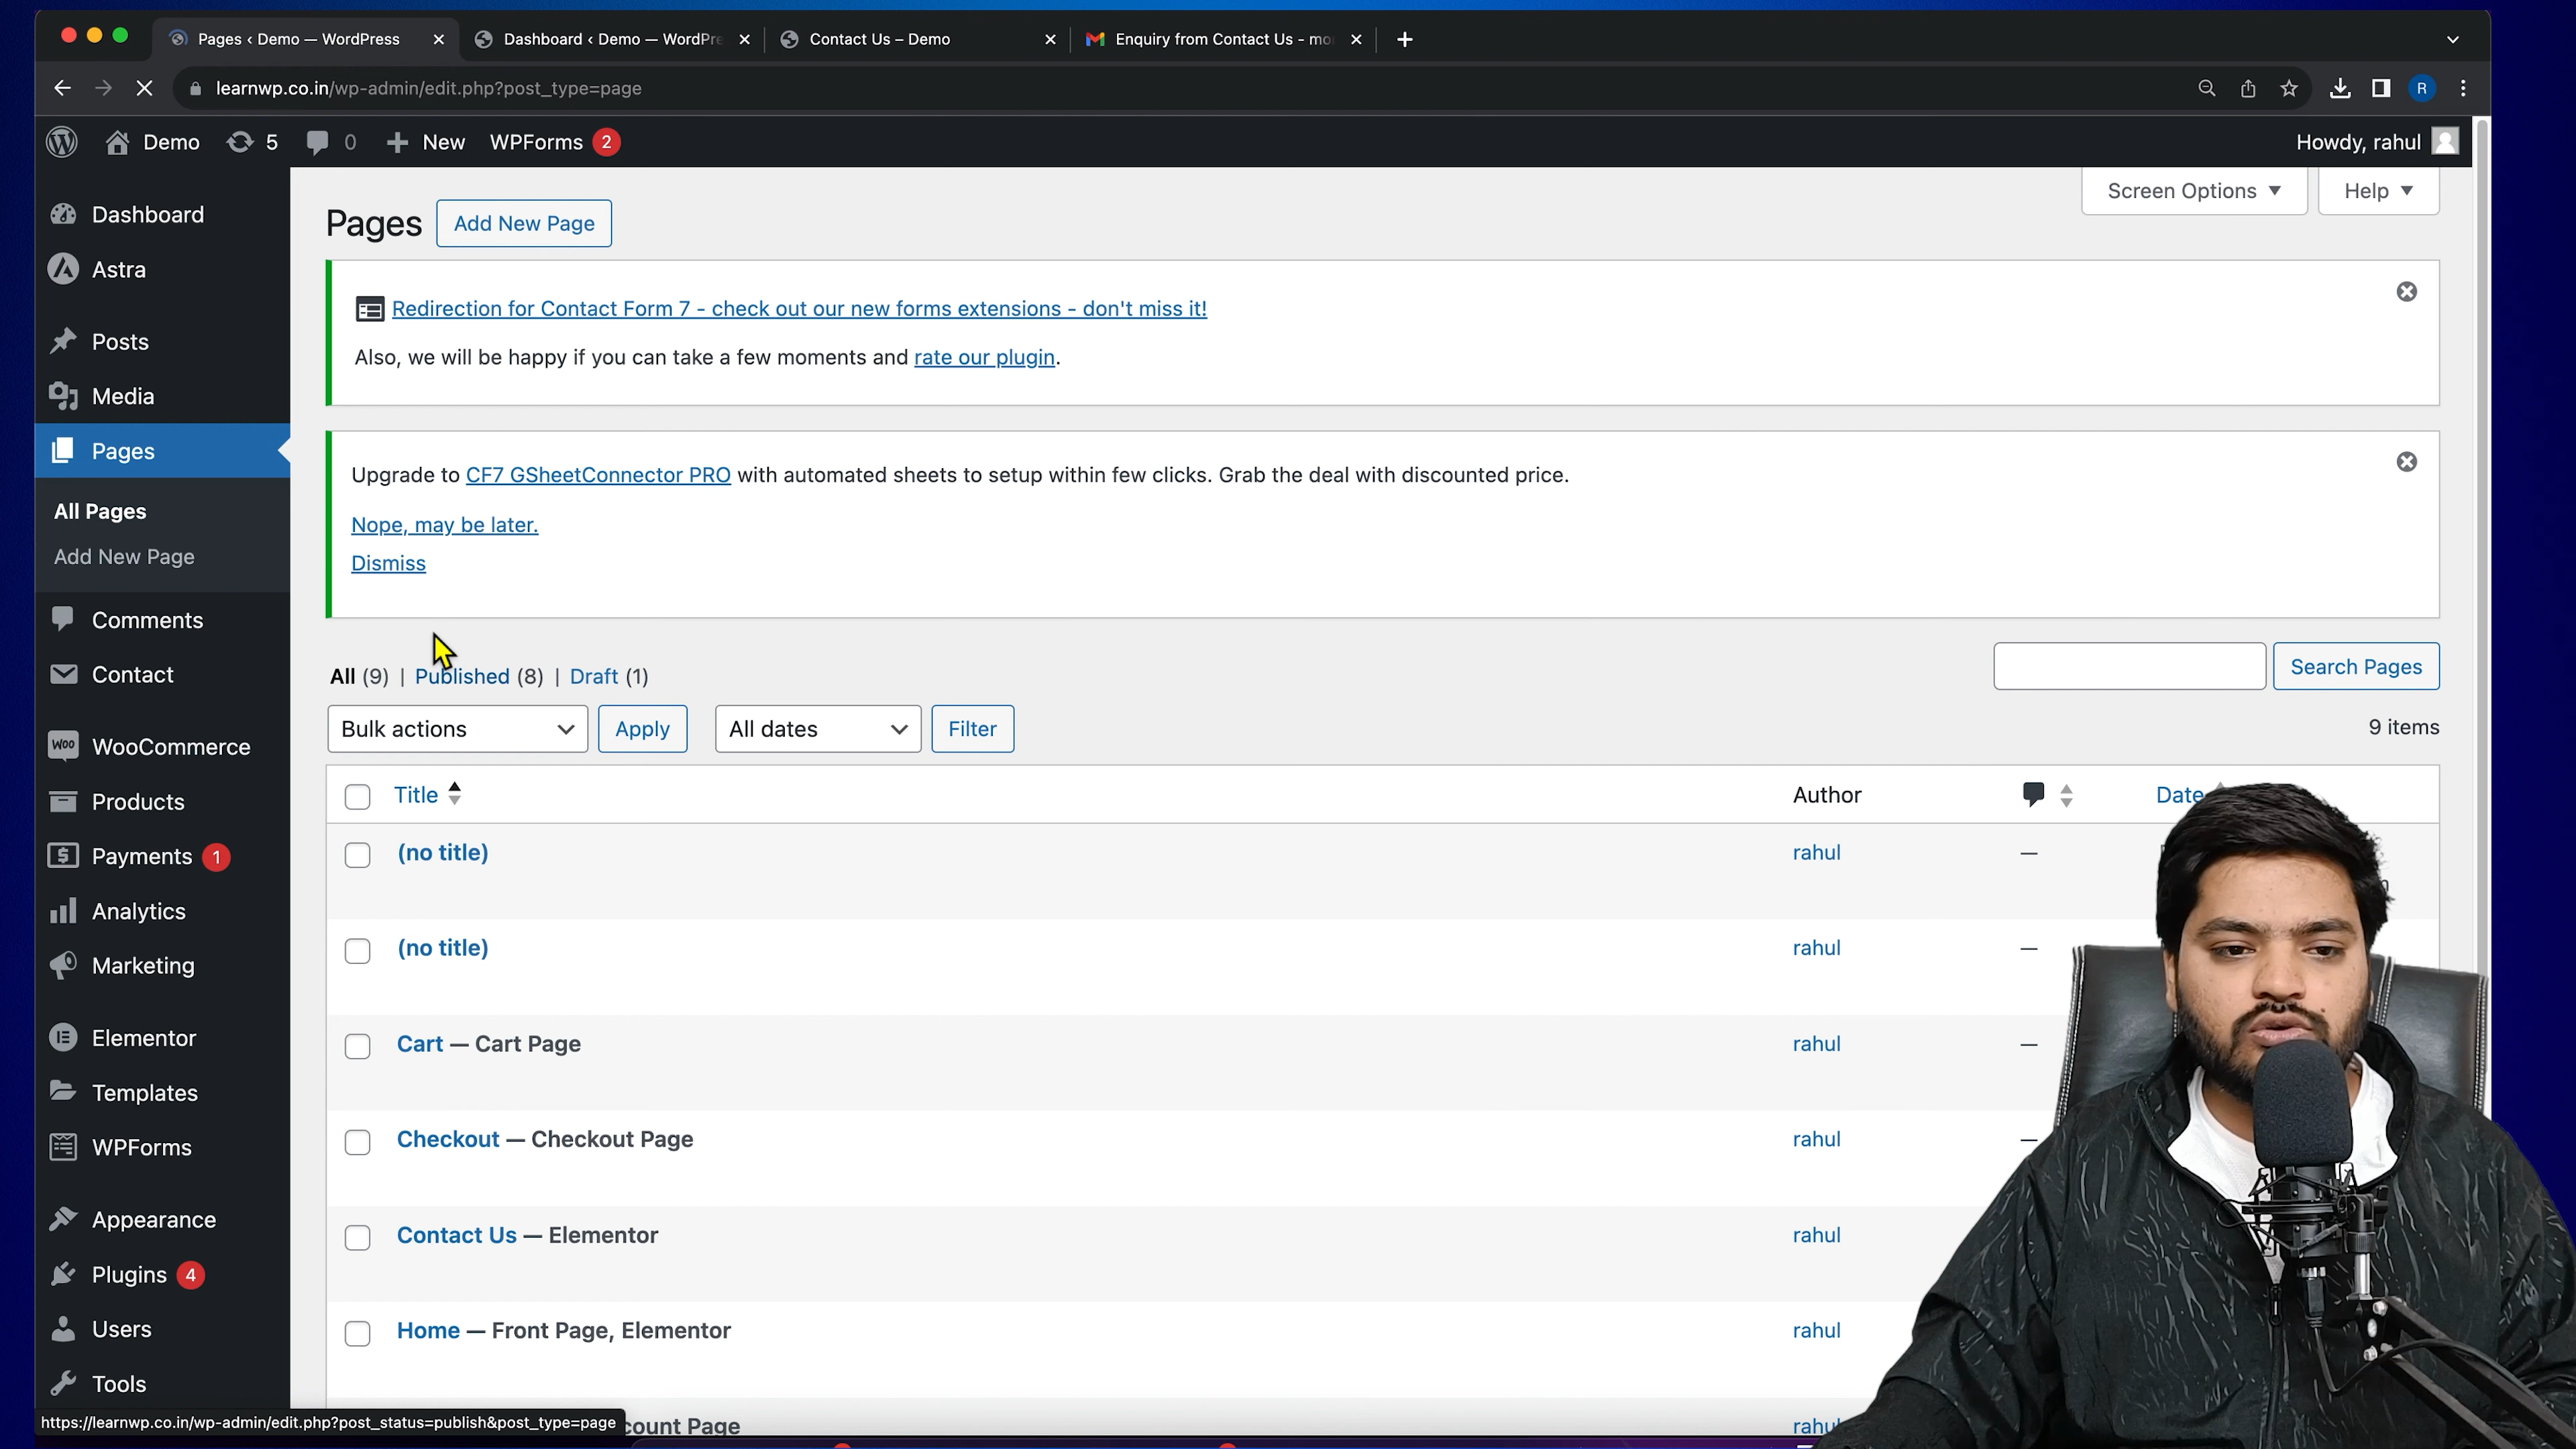 Pages ‹ Demo — WordPress
Dashboard ‹ Demo — WordPre
Contact Us – Demo
Enquiry from Contact Us - mo
learnwp.co.in/wp-admin/edit.php?post_type=page
R
Demo
5
0
New
WPForms 2
Howdy, rahul
Dashboard
Astra
Posts
Media
Pages
All Pages
Add New Page
Comments
Contact
WooCommerce
Products
Payments 1
Analytics
Marketing
Elementor
Templates
WPForms
Appearance
Plugins 4
Users
Tools
Screen Options
Help
Pages
Add New Page
Redirection for Contact Form 7 - check out our new forms extensions - don't miss it!
Also, we will be happy if you can take a few moments and rate our plugin.
Upgrade to CF7 GSheetConnector PRO with automated sheets to setup within few clicks. Grab the deal with discounted price.
Nope, may be later.
Dismiss
All (9) | Published (8) | Draft (1)
Search Pages
Bulk actions
Apply
All dates
Filter
9 items
Title
Author
Date
(no title)
rahul
—
(no title)
rahul
—
Cart — Cart Page
rahul
—
Checkout — Checkout Page
rahul
—
Contact Us — Elementor
rahul
Home — Front Page, Elementor
rahul
count Page
rahul
https://learnwp.co.in/wp-admin/edit.php?post_status=publish&post_type=page